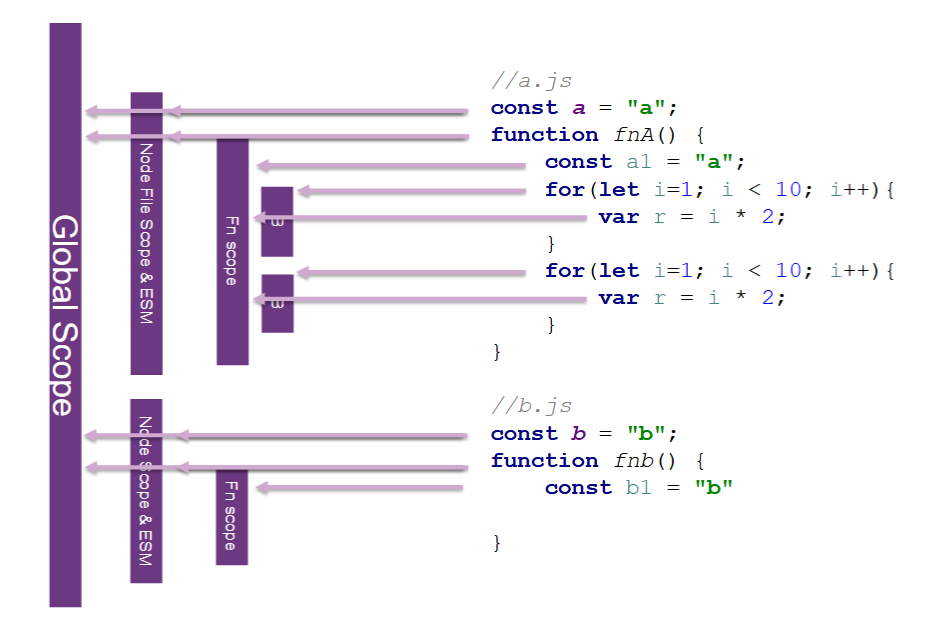 Global Scope
Node File Scope & ESM
Fn scope
B
B
Node Scope & ESM
Fn scope
//a.js
const a = "a";
function fnA() {
const a1 = "a";
for(let i=1; i < 10; i++){
var r = i * 2;
}
for(let i=1; i < 10; i++){
var r = i * 2;
}
}
//b.js
const b = "b";
function fnb() {
const b1 = "b"
}